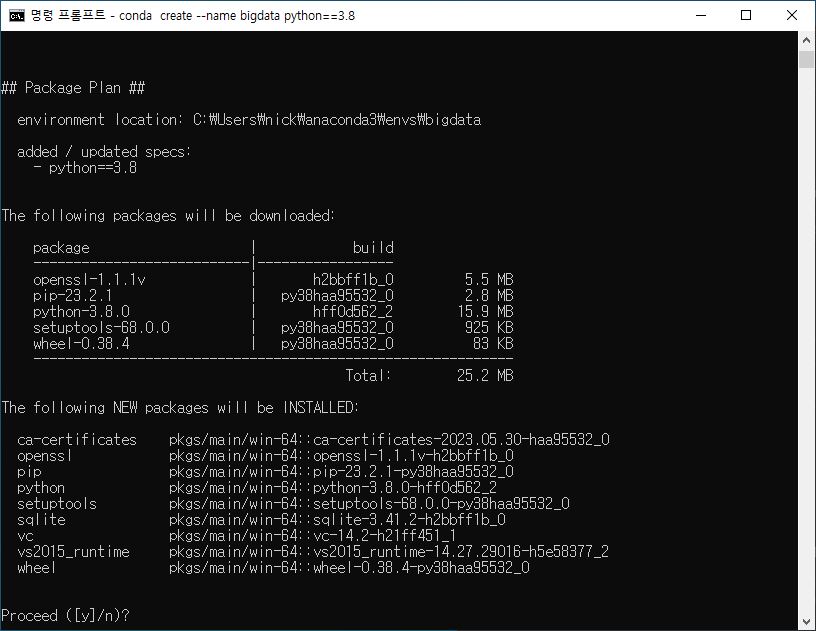 명령 프롬프트 - conda  create --name bigdata python==3.8
## Package Plan ##
environment location: C:₩Users₩nick₩anaconda3₩envs₩bigdata
added / updated specs:
- python==3.8
The following packages will be downloaded:
package                    |            build
---------------------------|-----------------
openssl-1.1.1v             |       h2bbff1b_0         5.5 MB
pip-23.2.1                 |   py38haa95532_0         2.8 MB
python-3.8.0               |       hff0d562_2        15.9 MB
setuptools-68.0.0          |   py38haa95532_0         925 KB
wheel-0.38.4               |   py38haa95532_0          83 KB
------------------------------------------------------------
Total:        25.2 MB
The following NEW packages will be INSTALLED:
ca-certificates    pkgs/main/win-64::ca-certificates-2023.05.30-haa95532_0
openssl            pkgs/main/win-64::openssl-1.1.1v-h2bbff1b_0
pip                pkgs/main/win-64::pip-23.2.1-py38haa95532_0
python             pkgs/main/win-64::python-3.8.0-hff0d562_2
setuptools         pkgs/main/win-64::setuptools-68.0.0-py38haa95532_0
sqlite             pkgs/main/win-64::sqlite-3.41.2-h2bbff1b_0
vc                 pkgs/main/win-64::vc-14.2-h21ff451_1
vs2015_runtime     pkgs/main/win-64::vs2015_runtime-14.27.29016-h5e58377_2
wheel              pkgs/main/win-64::wheel-0.38.4-py38haa95532_0
Proceed ([y]/n)?